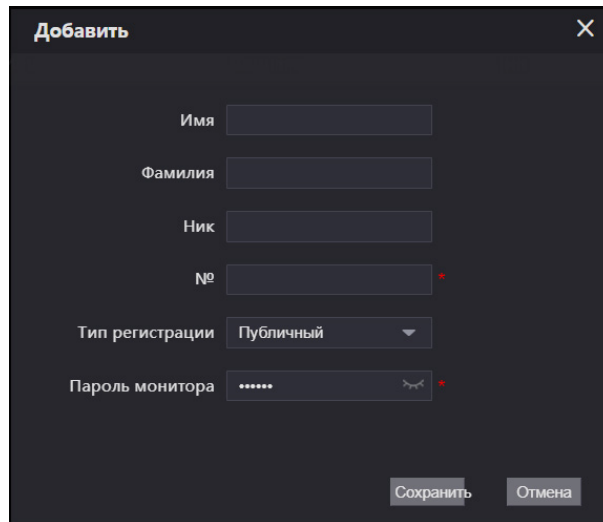 Добавить
Имя
Фамилия
Ник
№ *
Тип регистрации Публичный
Пароль монитора •••••• *
Сохранить Отмена